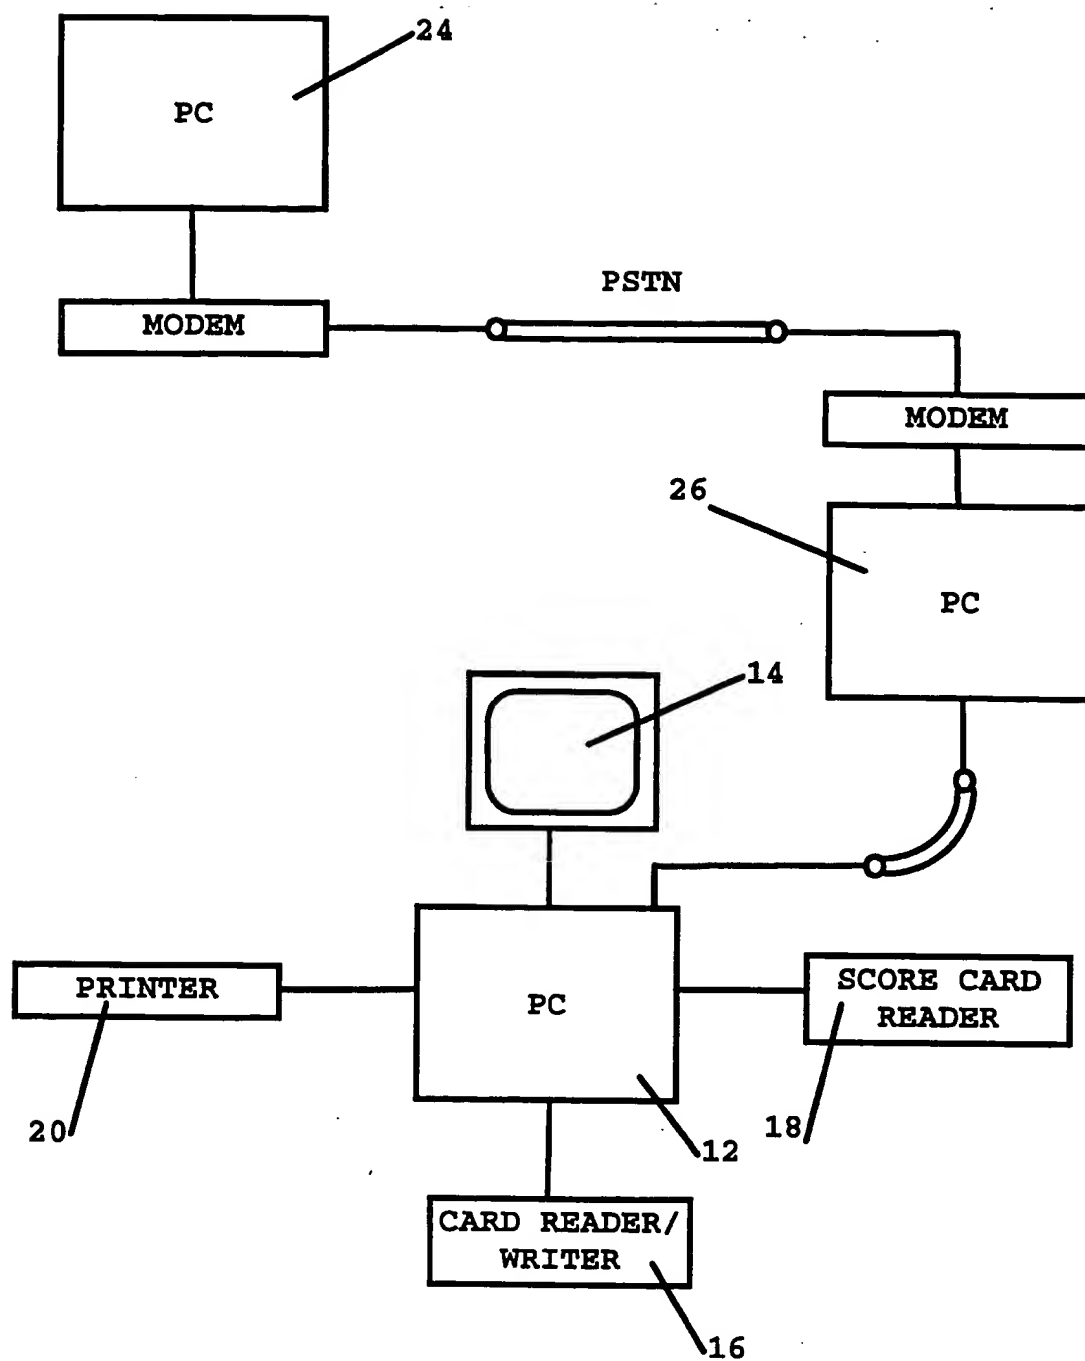 24
PC
PSTN
MODEM
MODEM
26
PC
14
PRINTER
PC
SCORE CARD
READER
20
12
18
CARD READER/
WRITER
16